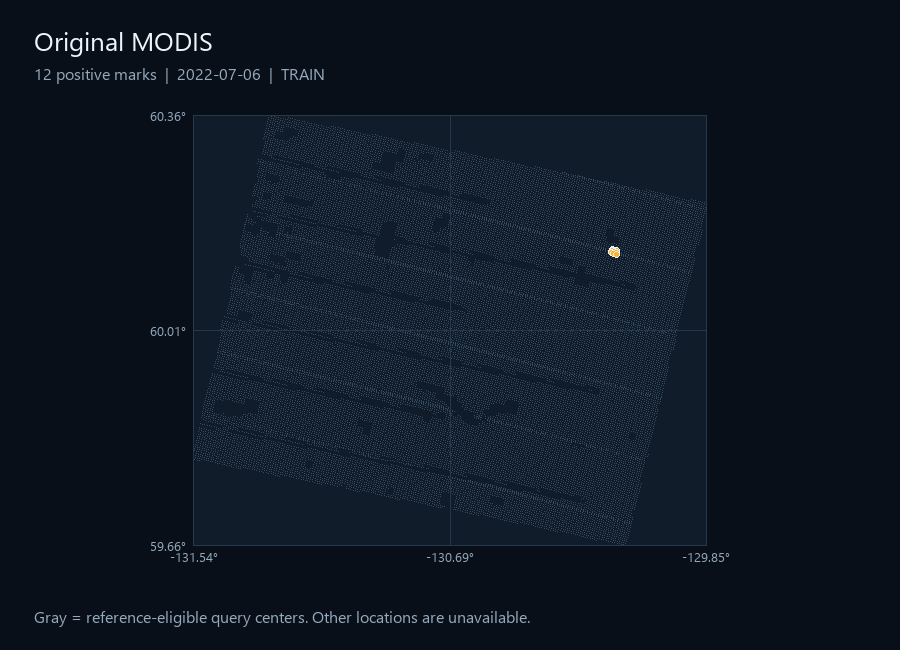 Original MODIS
12 positive marks | 2022-07-06 | TRAIN
60.36°
60.01°
59.66°
-131.54° -130.69° -129.85°
Gray = reference-eligible query centers. Other locations are unavailable.